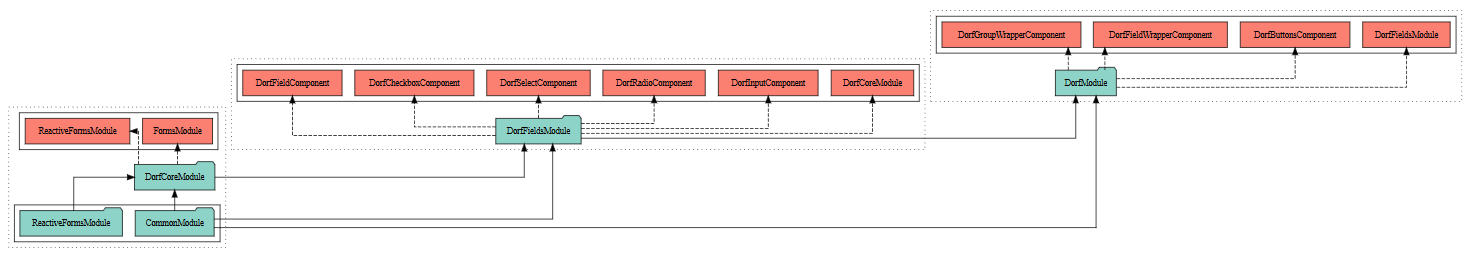 DorfGroupWrapperComponent DorfFieldWrapperComponent DorfButtonsComponent DorfFieldsModule
DorfModule
DorfFieldComponent DorfCheckboxComponent DorfSelectComponent DorfRadioComponent DorfInputComponent DorfCoreModule
DorfFieldsModule
ReactiveFormsModule FormsModule
DorfCoreModule
ReactiveFormsModule CommonModule